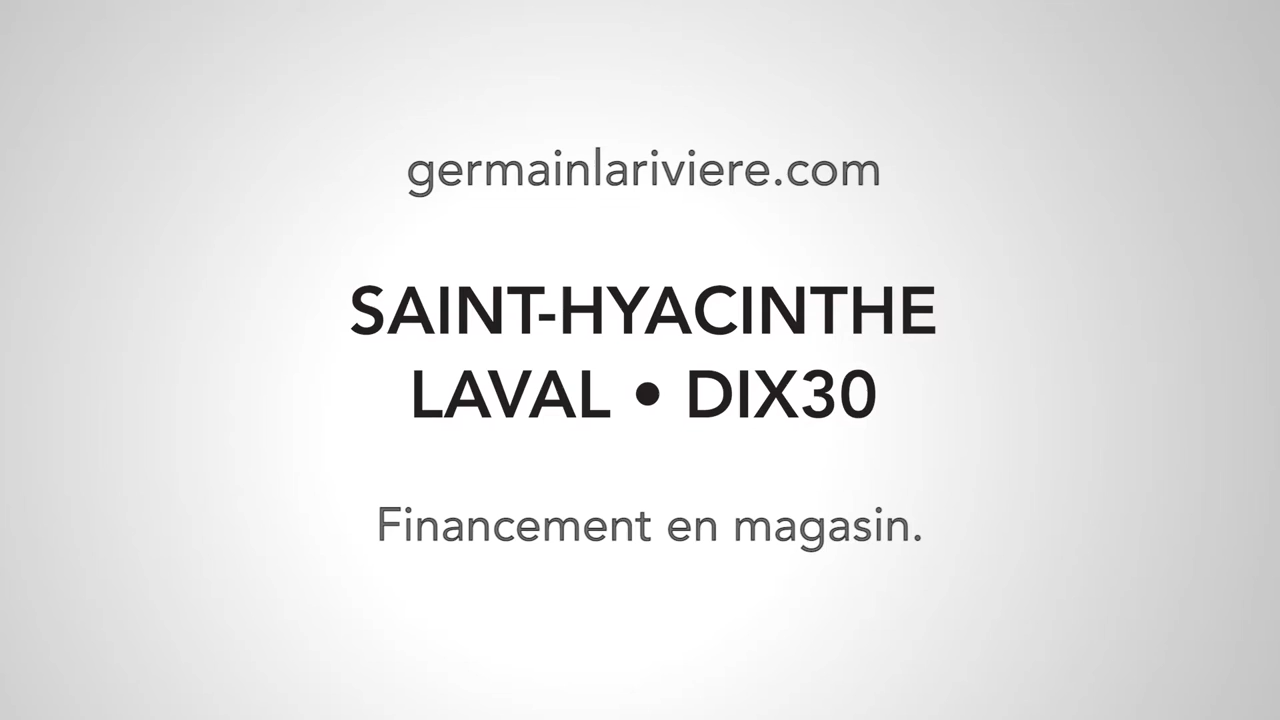 germainlariviere.com
SAINT-HYACINTHE
LAVAL • DIX30
Financement en magasin.